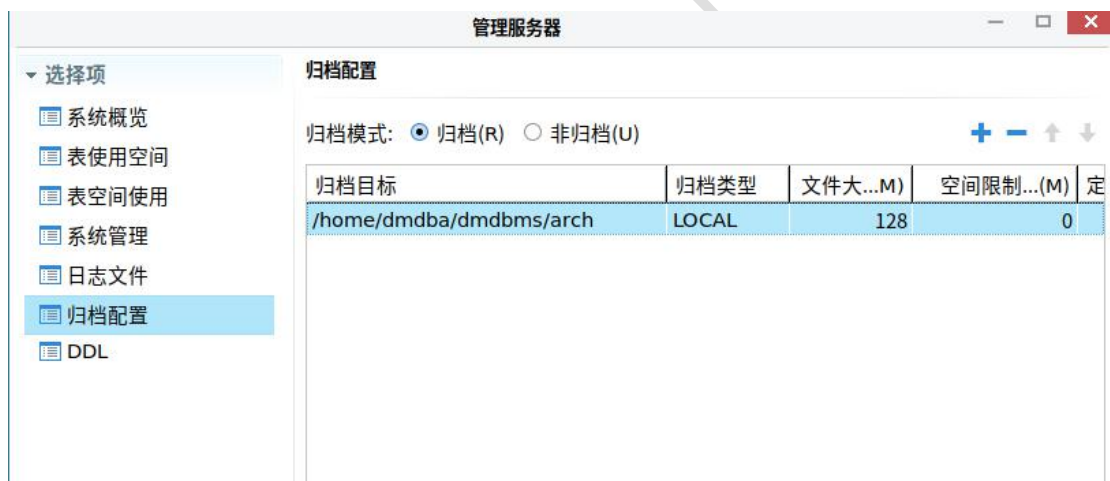 管理服务器
选择项
系统概览
表使用空间
表空间使用
系统管理
日志文件
归档配置
DDL
归档配置
归档模式: 归档(R) 非归档(U)
归档目标 归档类型 文件大...M) 空间限制...(M) 定
/home/dmdba/dmdbms/arch LOCAL 128 0